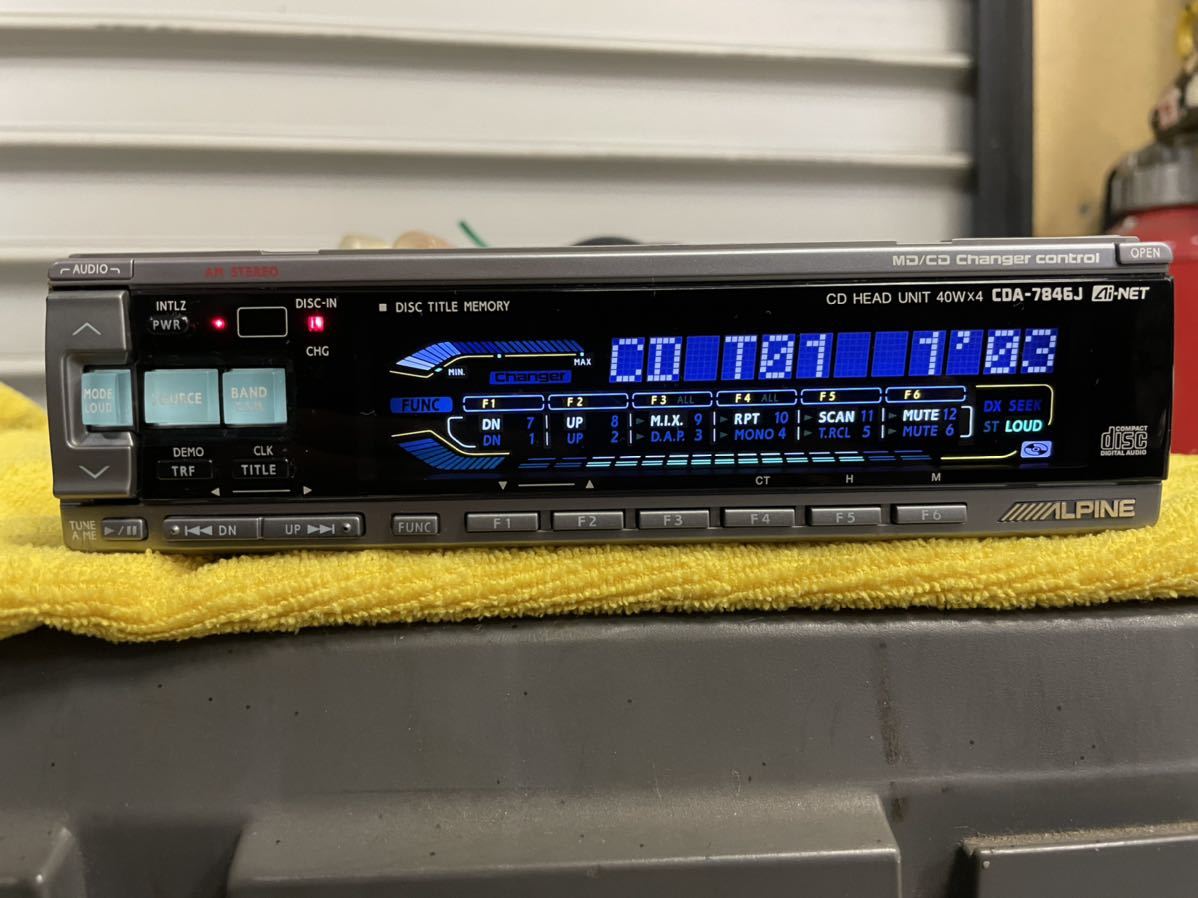 AUDIO
AM STEREO
MD/CD Changer control
OPEN
INTLZ
PWR
DISC-IN
CHG
DISC TITLE MEMORY
CD HEAD UNIT 40W×4 CDA-7846J Ai-NET
CD T01 1'03
MIN.
MAX
Changer
MODE
LOUD
SOURCE
BAND
FUNC
F1 F2 F3 ALL F4 ALL F5 F6
DN 7 UP 8 M.I.X. 9 RPT 10 SCAN 11 MUTE 12
DN 1 UP 2 D.A.P. 3 MONO 4 T.RCL 5 MUTE 6
DX SEEK
ST LOUD
COMPACT
disc
DIGITAL AUDIO
DEMO
TRF
CLK
TITLE
CT H M
TUNE
A.ME
DN
UP
FUNC
F1 F2 F3 F4 F5 F6
ALPINE